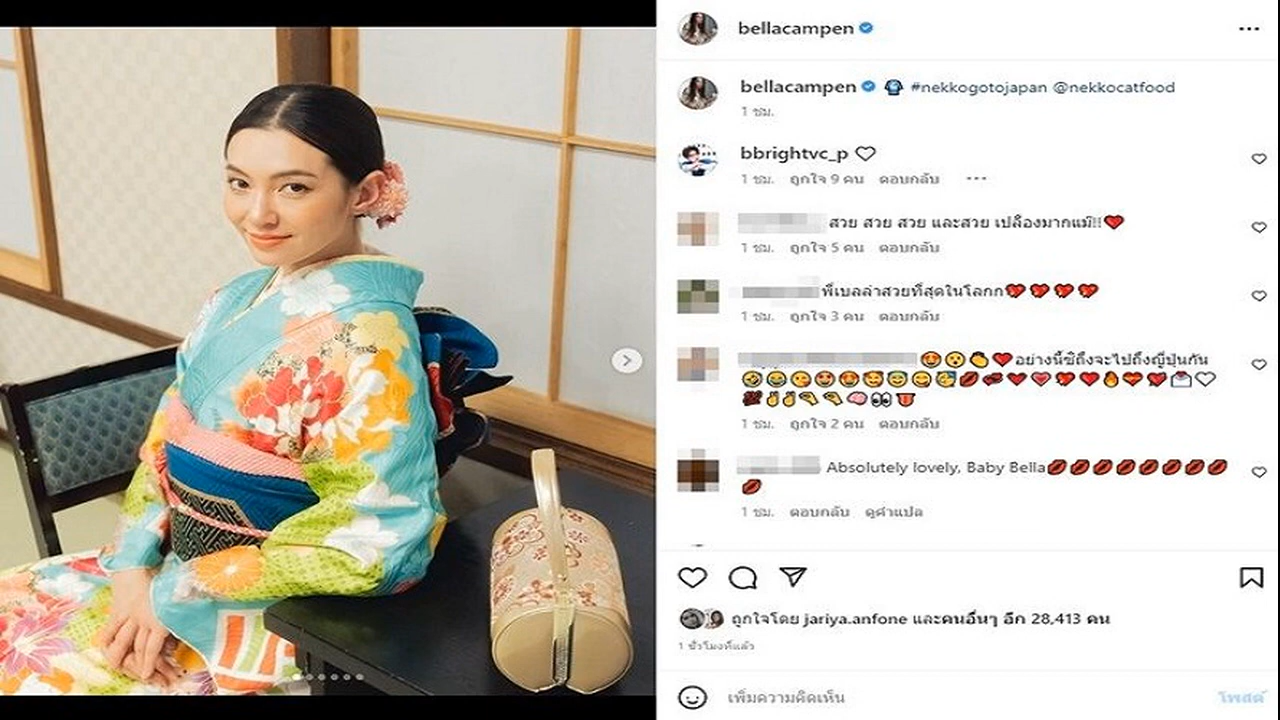 bellacampen
bellacampen #nekkogotojapan @nekkocatfood
1 ชม.
bbrightvc_p
1 ชม. ถูกใจ 9 คน ตอบกลับ
สวย สวย สวย และสวย เปล็องมากแม๊!!
1 ชม. ถูกใจ 5 คน ตอบกลับ
พี่เบลล่าสวยที่สุดในโลกก
1 ชม. ถูกใจ 3 คน ตอบกลับ
อย่างนี้ซิถึงจะไปถึงญี่ปุ่นกัน
1 ชม. ถูกใจ 2 คน ตอบกลับ
Absolutely lovely, Baby Bella
1 ชม. ตอบกลับ ดูคำแปล
ถูกใจโดย jariya.anfone และคนอื่นๆ อีก 28,413 คน
1 ชั่วโมงที่แล้ว
เพิ่มความคิดเห็น
โพสต์